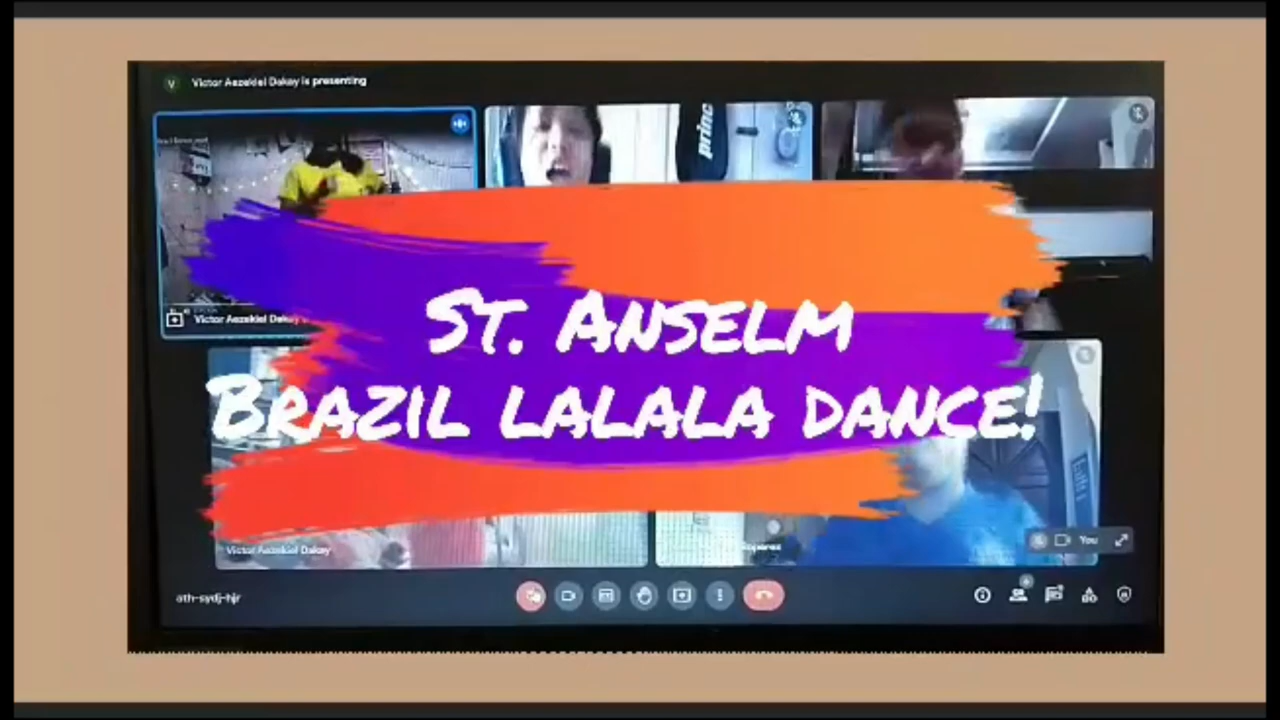 V Victor Aezekiel Dakay is presenting
princ
Victor Aezekiel Dakay
St. Anselm
Brazil lalala dance!
Victor Aezekiel Dakay
You
oth-sydj-hjr